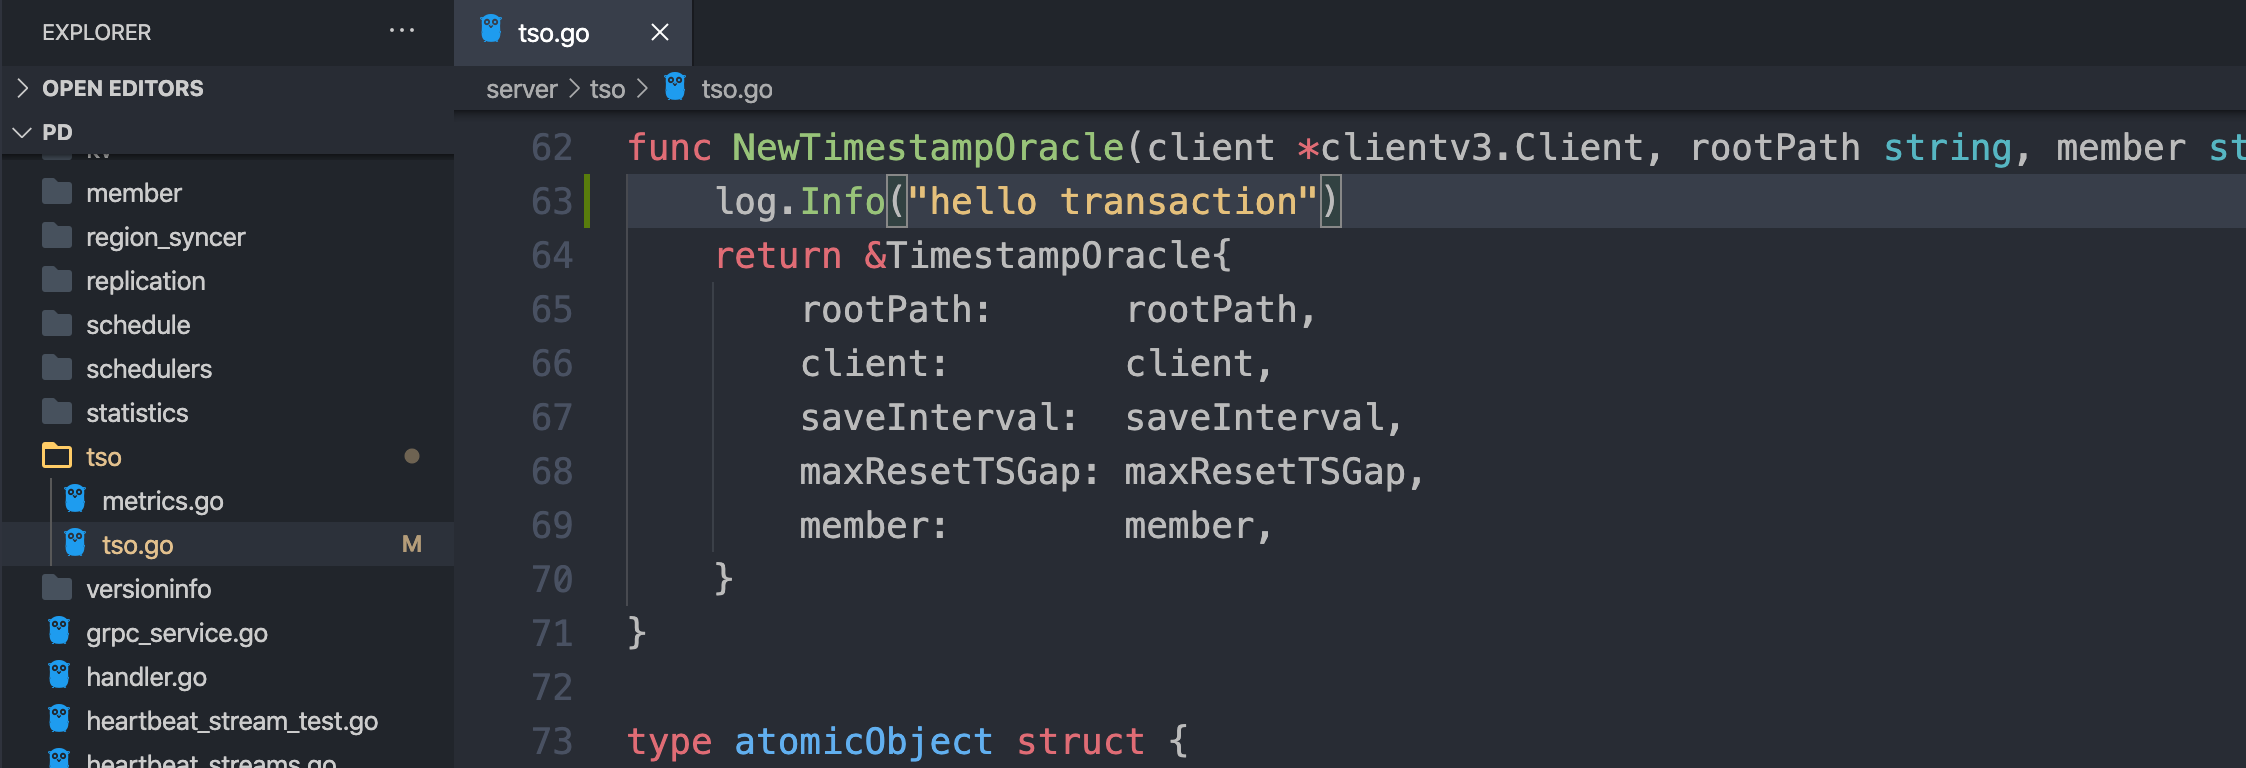 EXPLORER
OPEN EDITORS
PD
member
region_syncer
replication
schedule
schedulers
statistics
tso
metrics.go
tso.go M
versioninfo
grpc_service.go
handler.go
heartbeat_stream_test.go
heartbeat_streams.go
tso.go
server > tso > tso.go
62 func NewTimestampOracle(client *clientv3.Client, rootPath string, member st
63 log.Info("hello transaction")
64 return &TimestampOracle{
65 rootPath: rootPath,
66 client: client,
67 saveInterval: saveInterval,
68 maxResetTSGap: maxResetTSGap,
69 member: member,
70 }
71 }
72
73 type atomicObject struct {